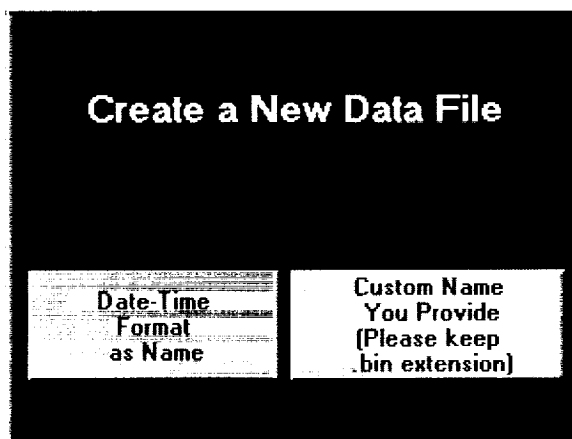 Create a New Data File
Date-Time
Format
as Name
Custom Name
You Provide
(Please keep
.bin extension)